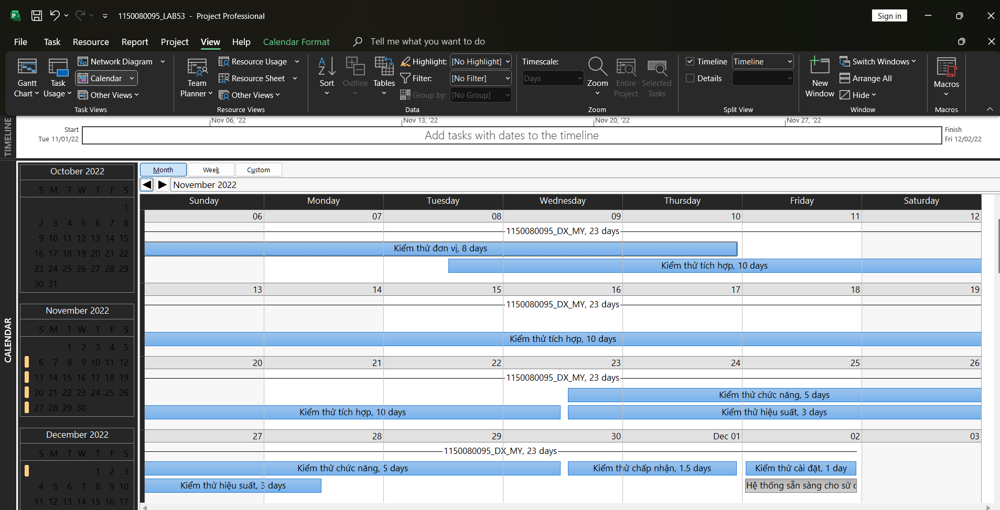 1150080095_LAB53 - Project Professional
Sign in
File Task Resource Report Project View Help Calendar Format Tell me what you want to do
Gantt Chart
Task Usage
Network Diagram
Calendar
Other Views
Task Views
Team Planner
Resource Usage
Resource Sheet
Other Views
Resource Views
Sort
Outline
Tables
Highlight: [No Highlight]
Filter: [No Filter]
Group by: [No Group]
Data
Timescale:
Days
Zoom
Entire Project
Selected Tasks
Zoom
Timeline Timeline
Details
Split View
New Window
Switch Windows
Arrange All
Hide
Window
Macros
Macros
TIMELINE
Nov 06, '22 Nov 13, '22 Nov 20, '22 Nov 27, '22
Start
Tue 11/01/22
Add tasks with dates to the timeline
Finish
Fri 12/02/22
CALENDAR
October 2022
S M T W T F S
1
2 3 4 5 6 7 8
9 10 11 12 13 14 15
16 17 18 19 20 21 22
23 24 25 26 27 28 29
30 31
November 2022
S M T W T F S
1 2 3 4 5
6 7 8 9 10 11 12
13 14 15 16 17 18 19
20 21 22 23 24 25 26
27 28 29 30
December 2022
S M T W T F S
1 2 3
4 5 6 7 8 9 10
11 12 13 14 15 16 17
Month Week Custom
November 2022
Sunday Monday Tuesday Wednesday Thursday Friday Saturday
06 07 08 09 10 11 12
1150080095_DX_MY, 23 days
Kiểm thử đơn vị, 8 days
Kiểm thử tích hợp, 10 days
13 14 15 16 17 18 19
1150080095_DX_MY, 23 days
Kiểm thử tích hợp, 10 days
20 21 22 23 24 25 26
1150080095_DX_MY, 23 days
Kiểm thử chức năng, 5 days
Kiểm thử tích hợp, 10 days Kiểm thử hiệu suất, 3 days
27 28 29 30 Dec 01 02 03
1150080095_DX_MY, 23 days
Kiểm thử chức năng, 5 days Kiểm thử chấp nhận, 1.5 days Kiểm thử cài đặt, 1 day
Kiểm thử hiệu suất, 3 days Hệ thống sẵn sàng cho sử